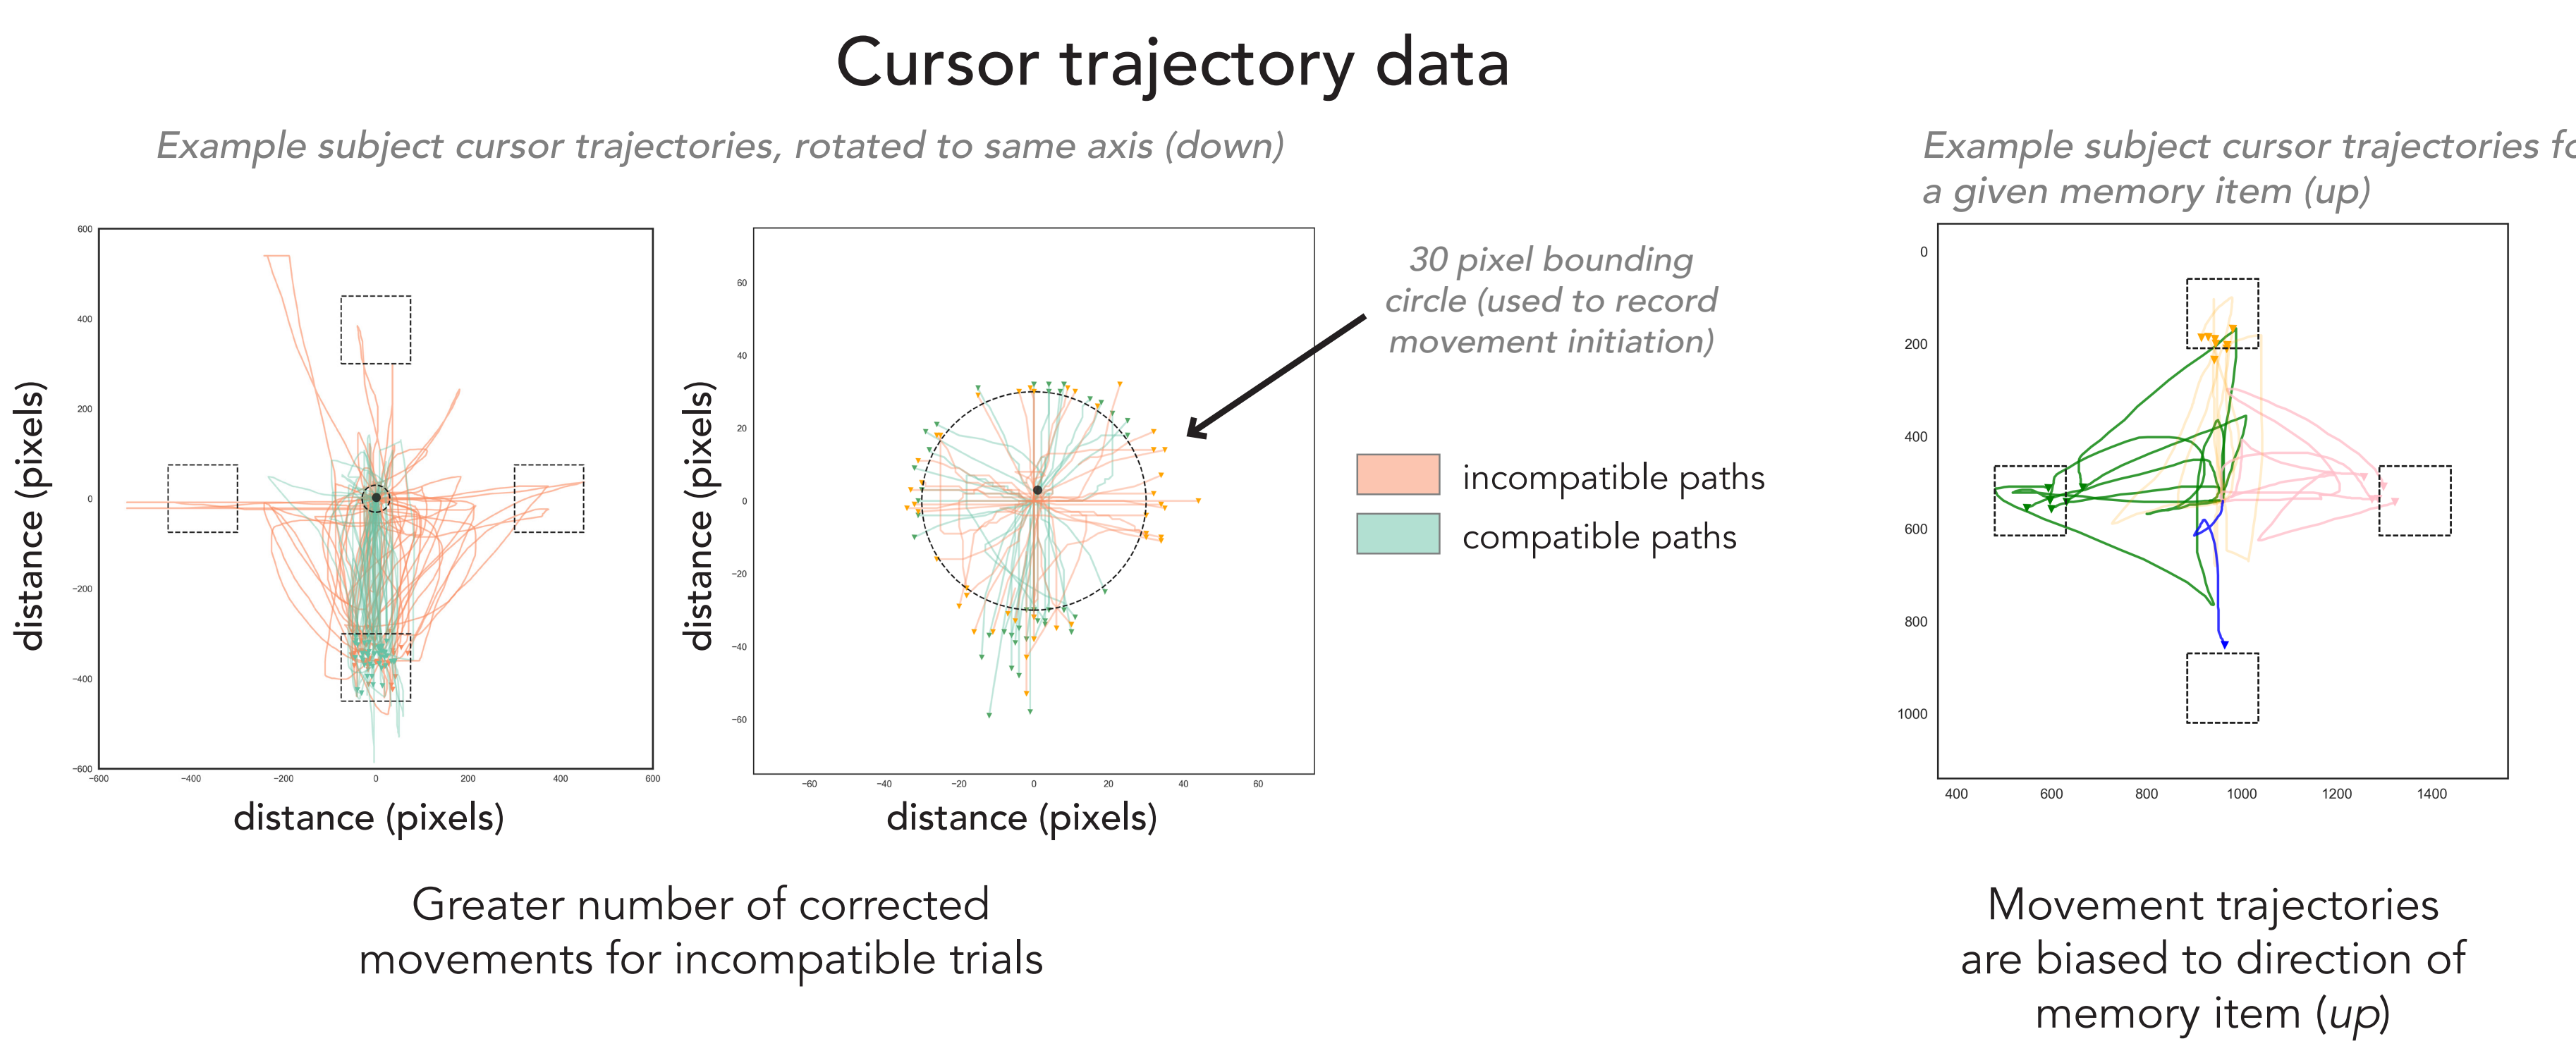 Cursor trajectory data
Example subject cursor trajectories, rotated to same axis (down)
Example subject cursor trajectories fo
a given memory item (up)
600
400
200
0
−200
−400
−600
−600
−400
−200
0
200
400
600
distance (pixels)
distance (pixels)
60
40
20
0
−20
−40
−60
−60
−40
−20
0
20
40
60
distance (pixels)
distance (pixels)
30 pixel bounding
circle (used to record
movement initiation)
incompatible paths
compatible paths
0
200
400
600
800
1000
400
600
800
1000
1200
1400
Greater number of corrected
movements for incompatible trials
Movement trajectories
are biased to direction of
memory item (up)